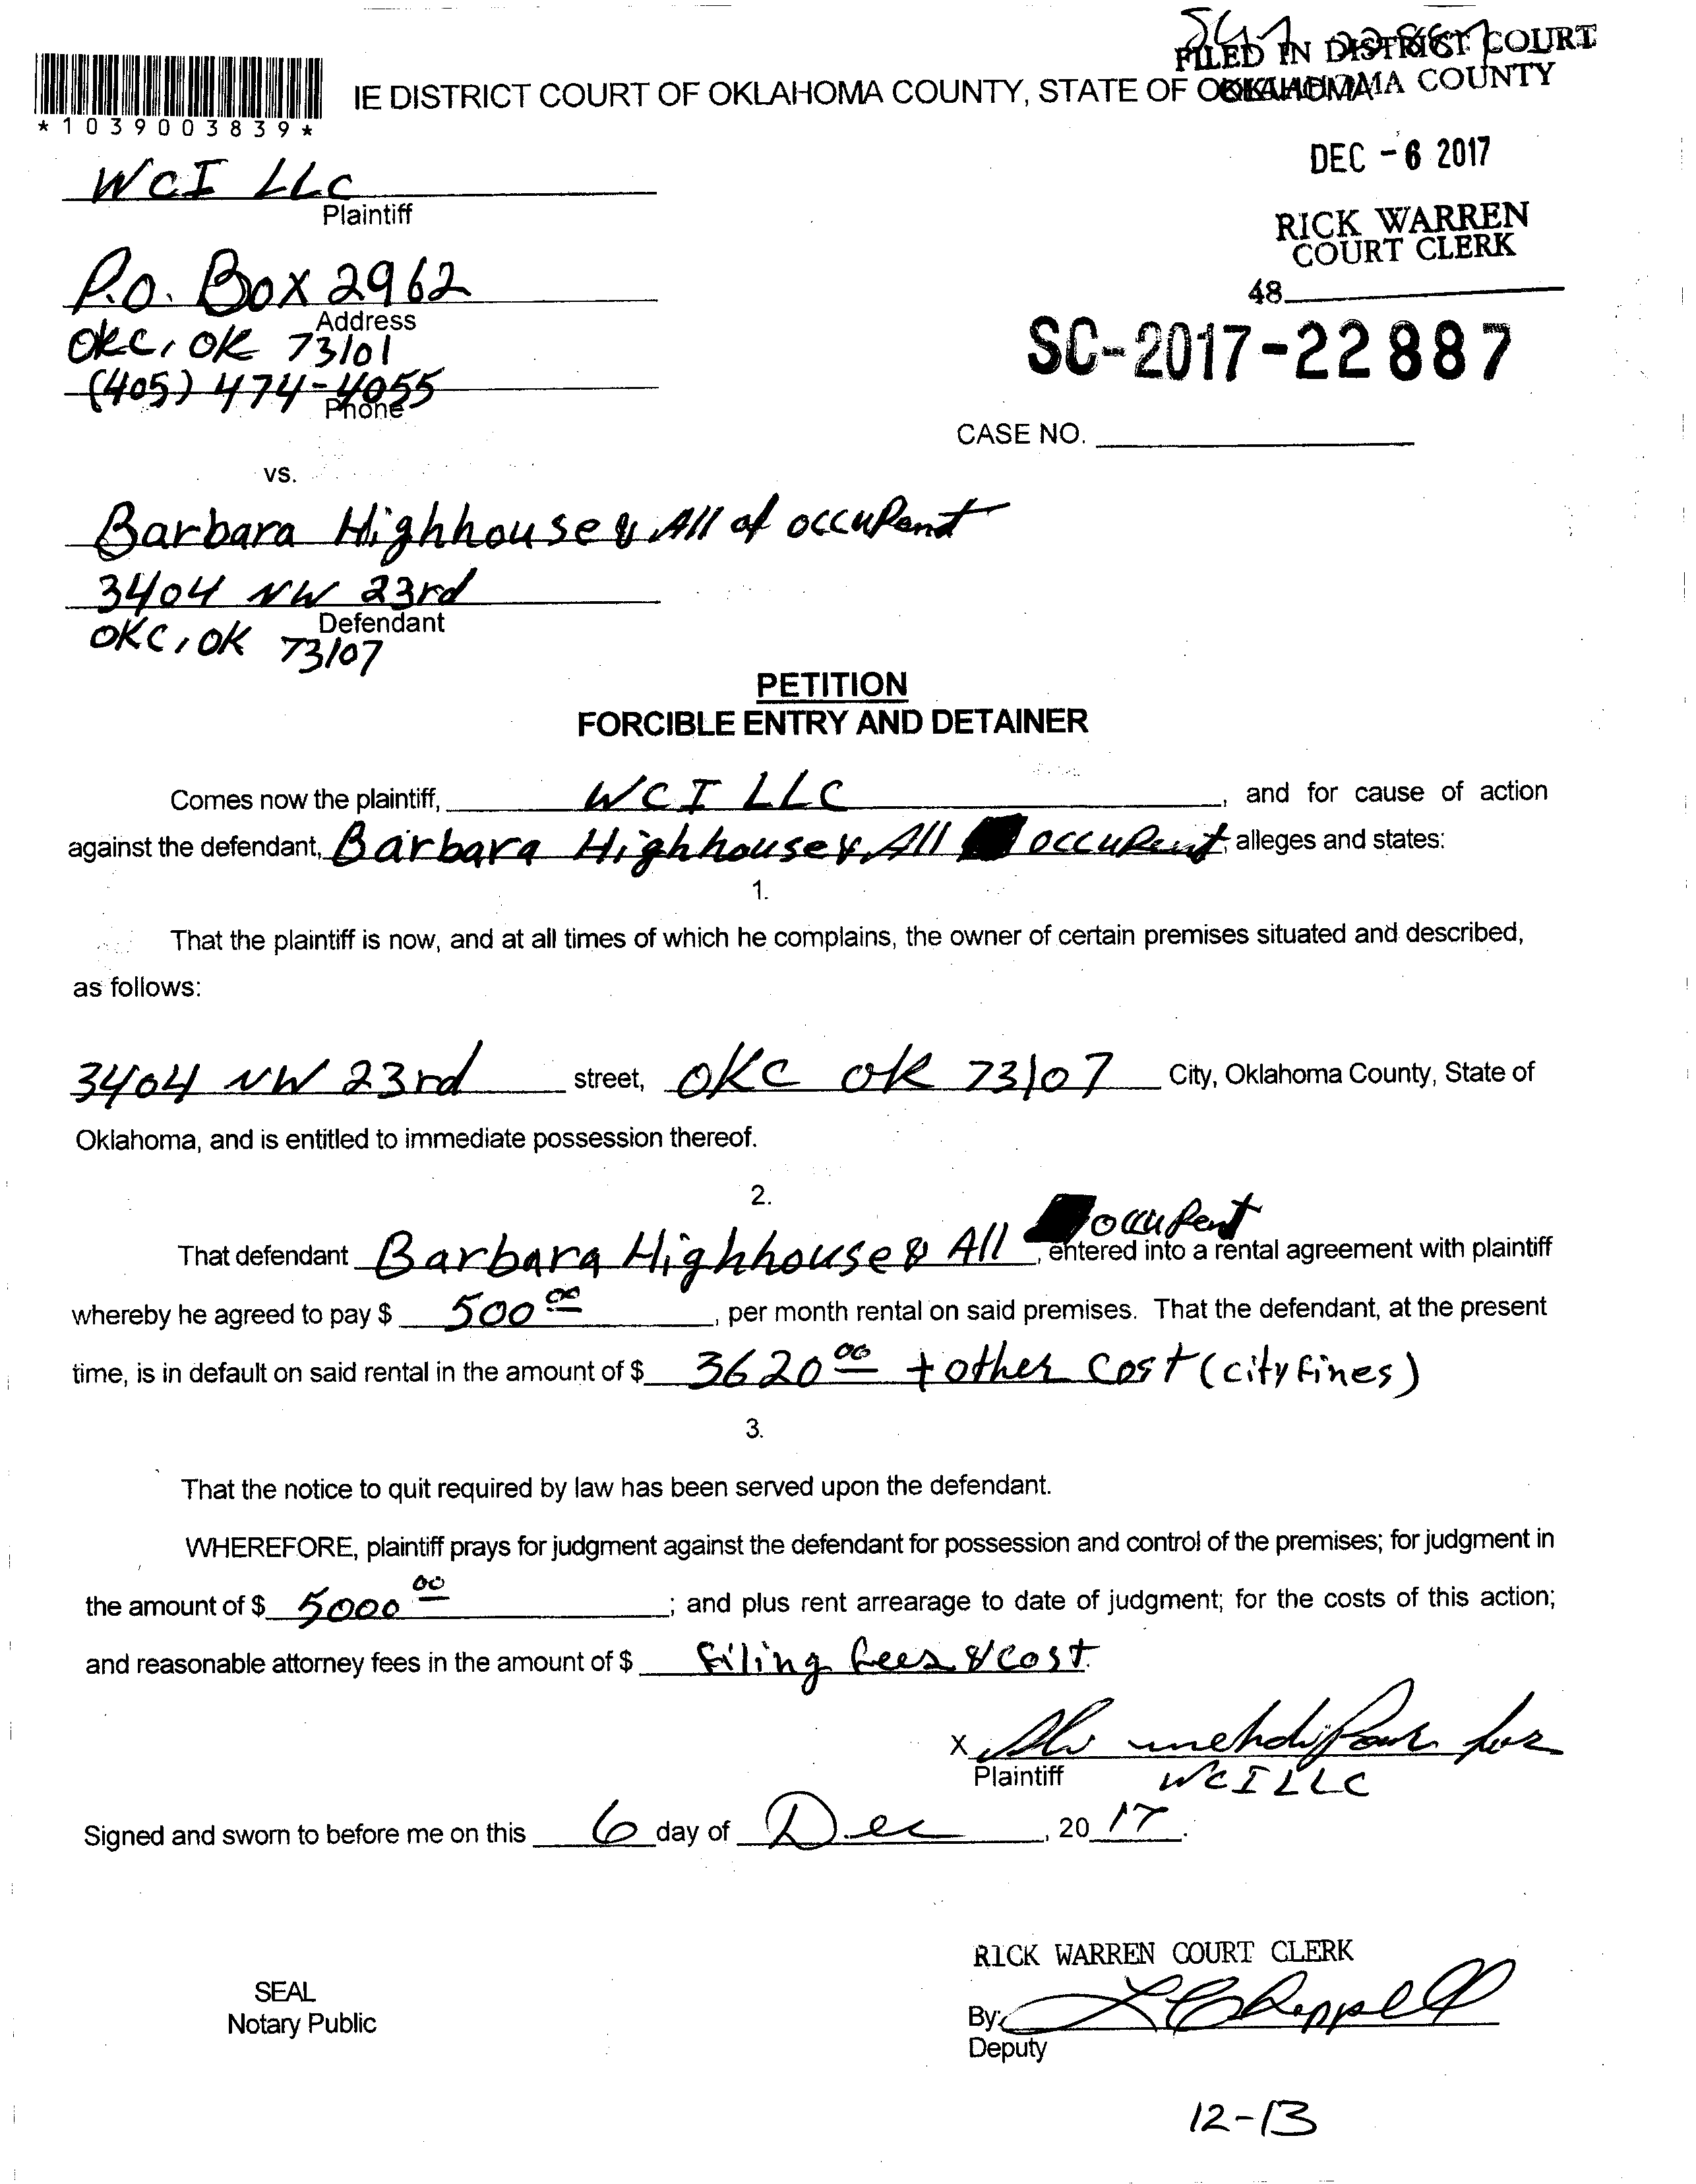 FILED IN DISTRICT COURT
IE DISTRICT COURT OF OKLAHOMA COUNTY, STATE OF OKLAHOMA
OKLAHOMA COUNTY
*1039003839*
DEC -6 2017
WCI LLC
Plaintiff
RICK WARREN
COURT CLERK
P.O. Box 2962
48
Address
OKC, OK 73101
SC-2017-22887
(405) 474-4055
Phone
CASE NO.
vs.
Barbara Highhouse & All of occupent
3404 NW 23rd
Defendant
OKC, OK 73107
PETITION
FORCIBLE ENTRY AND DETAINER
Comes now the plaintiff, WCI LLC, and for cause of action
against the defendant, Barbara Highhouse & All occupent, alleges and states:
1.
That the plaintiff is now, and at all times of which he complains, the owner of certain premises situated and described,
as follows:
3404 NW 23rd street, OKC OK 73107 City, Oklahoma County, State of
Oklahoma, and is entitled to immediate possession thereof.
2.
That defendant Barbara Highhouse & All occupent, entered into a rental agreement with plaintiff
whereby he agreed to pay $ 500 00, per month rental on said premises. That the defendant, at the present
time, is in default on said rental in the amount of $ 3620 00 + other cost (city fines)
3.
That the notice to quit required by law has been served upon the defendant.
WHEREFORE, plaintiff prays for judgment against the defendant for possession and control of the premises; for judgment in
the amount of $ 5000 00; and plus rent arrearage to date of judgment; for the costs of this action;
and reasonable attorney fees in the amount of $ filing fees & cost.
X mehdipour for
Plaintiff WCI LLC
Signed and sworn to before me on this 6 day of Dec, 20 17.
RICK WARREN COURT CLERK
SEAL
Notary Public
By: Chappell
Deputy
12-13